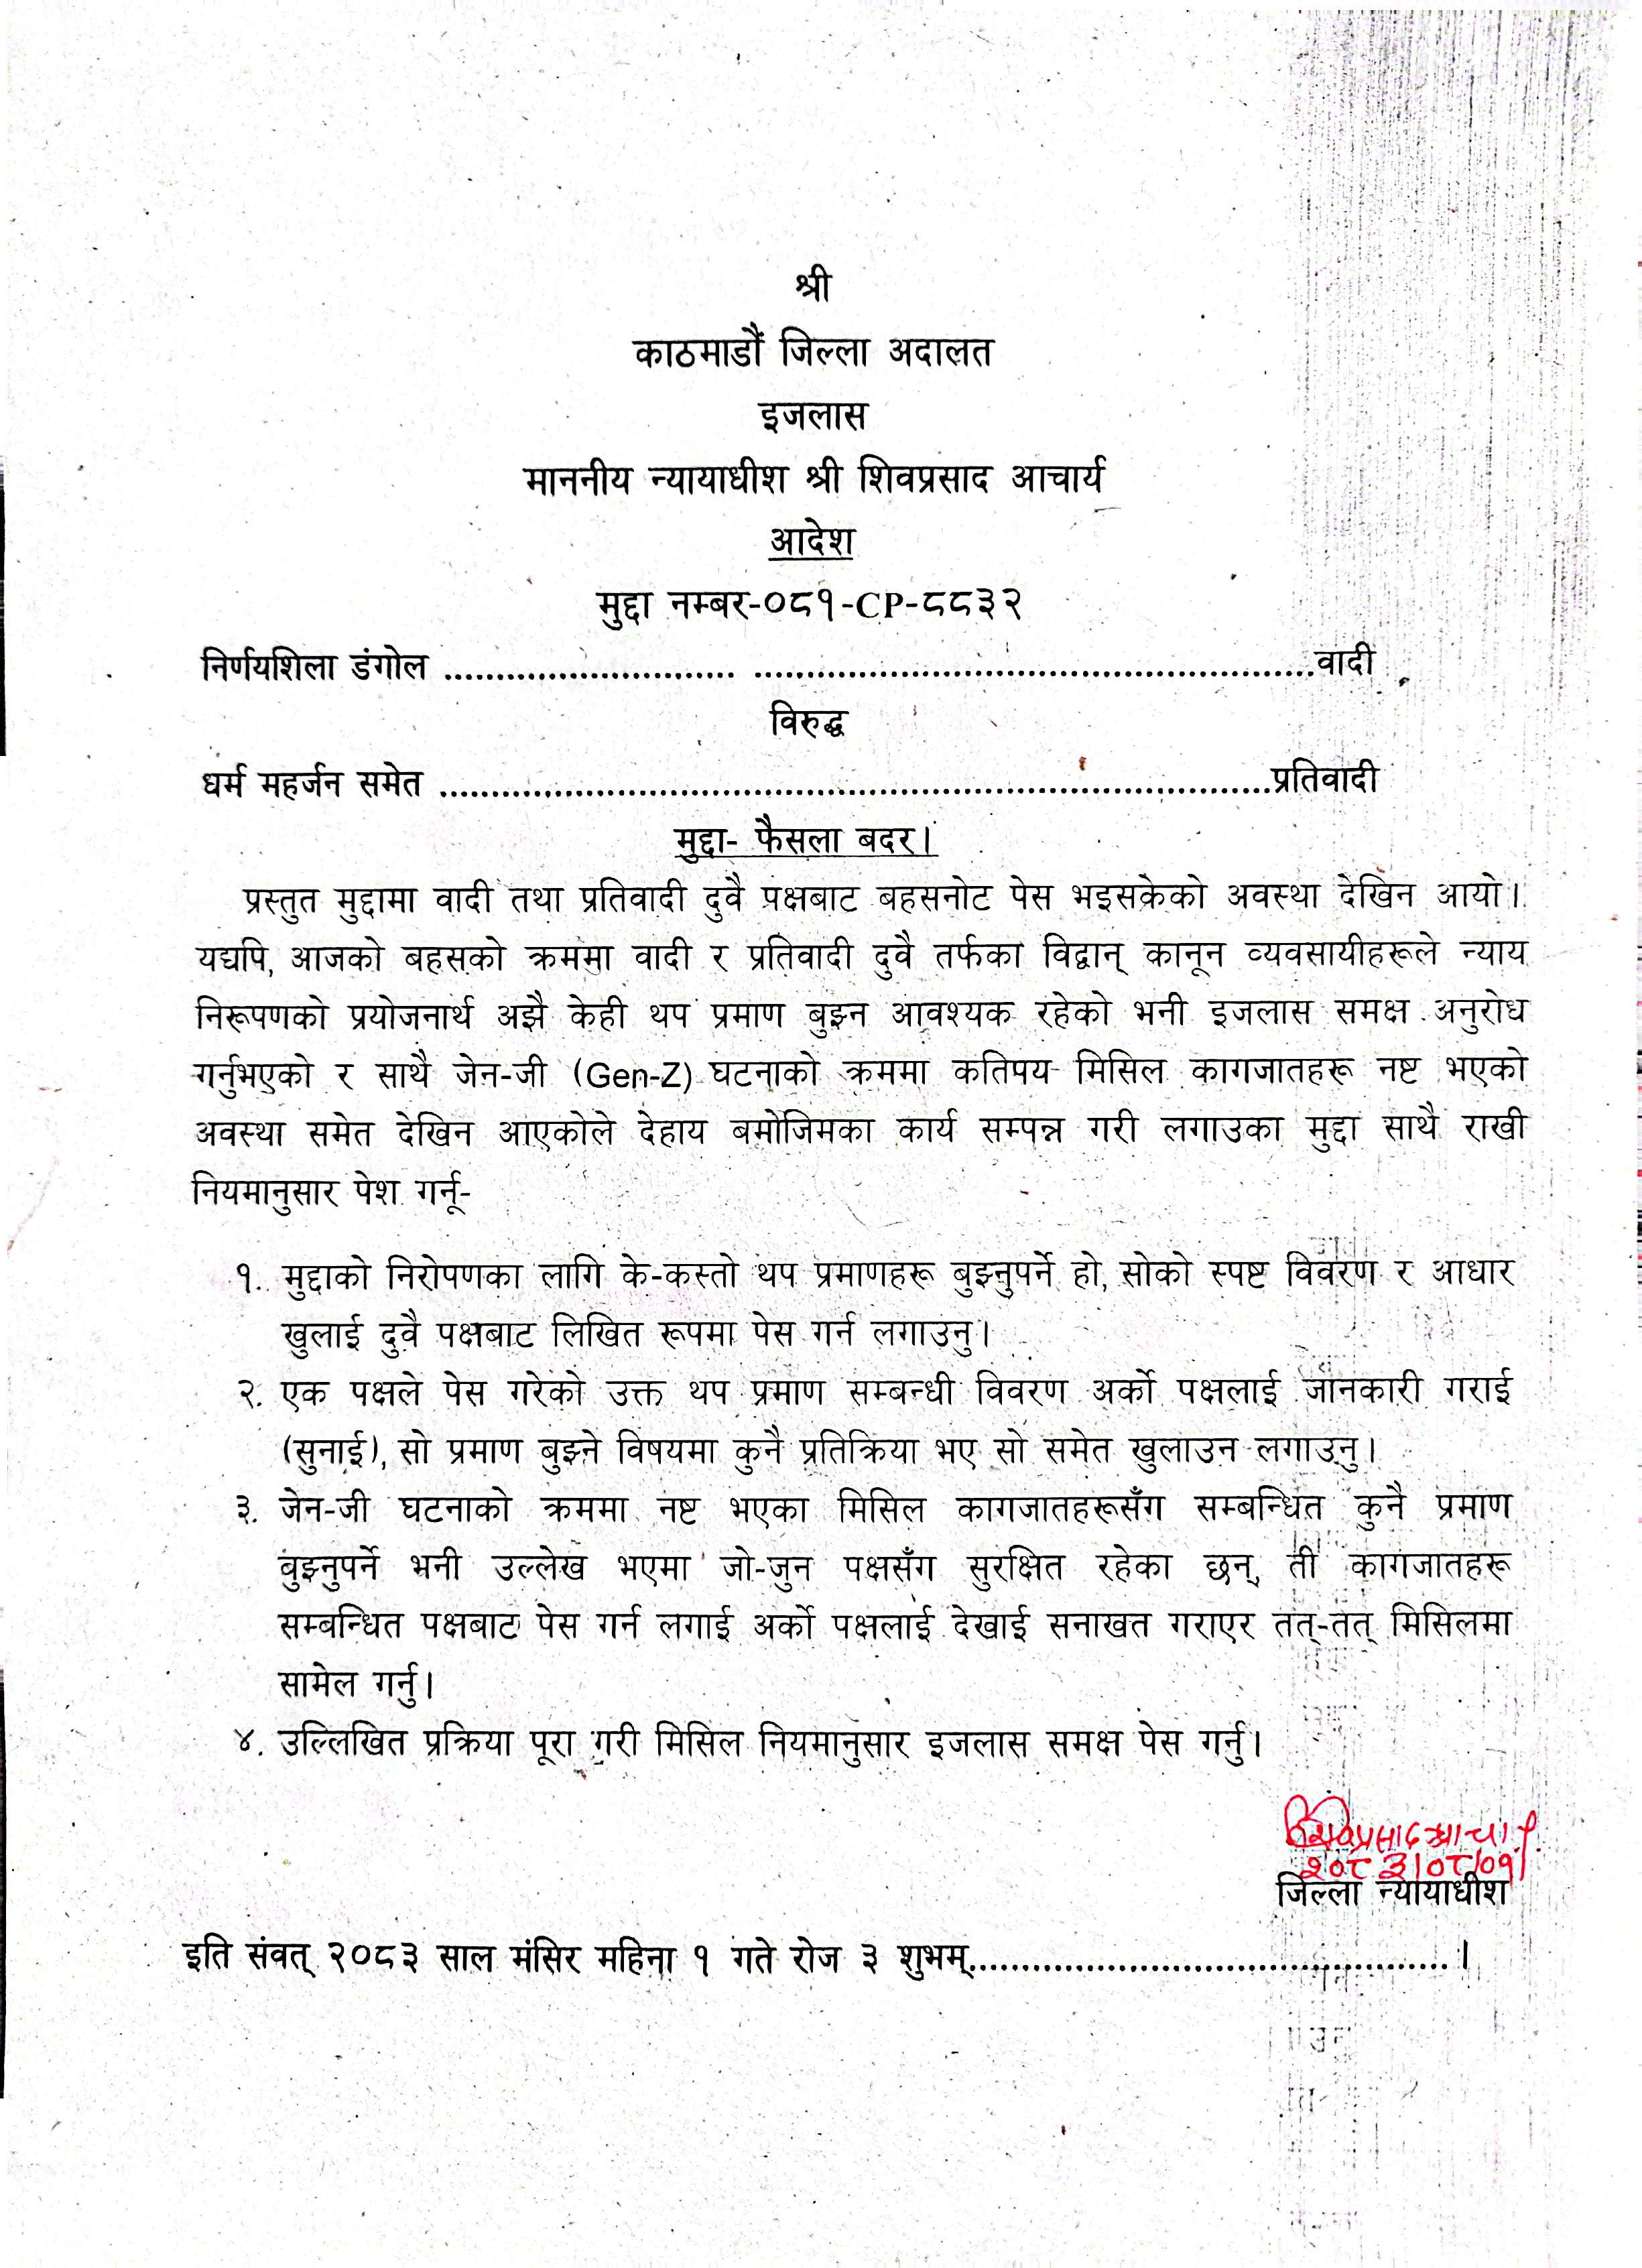 श्री
काठमाडौं जिल्ला अदालत
इजलास
माननीय न्यायाधीश श्री शिवप्रसाद आचार्य
आदेश
मुद्दा नम्बर-०८१-CP-८८३२
निर्णयशिला डंगोल ............................ ......................................................वादी
विरुद्ध
धर्म महर्जन समेत ................................................................................प्रतिवादी
मुद्दा- फैसला बदर।
प्रस्तुत मुद्दामा वादी तथा प्रतिवादी दुवै पक्षबाट बहसनोट पेस भइसकेको अवस्था देखिन आयो।
यद्यपि, आजको बहसको क्रममा वादी र प्रतिवादी दुवै तर्फका विद्वान् कानून व्यवसायीहरूले न्याय
निरूपणको प्रयोजनार्थ अझै केही थप प्रमाण बुझ्न आवश्यक रहेको भनी इजलास समक्ष अनुरोध
गर्नुभएको र साथै जेन-जी (Gen-Z) घटनाको क्रममा कतिपय मिसिल कागजातहरू नष्ट भएको
अवस्था समेत देखिन आएकोले देहाय बमोजिमका कार्य सम्पन्न गरी लगाउका मुद्दा साथै राखी
नियमानुसार पेश गर्नू-
१. मुद्दाको निरोपणका लागि के-कस्तो थप प्रमाणहरू बुझ्नुपर्ने हो, सोको स्पष्ट विवरण र आधार
खुलाई दुवै पक्षबाट लिखित रूपमा पेस गर्न लगाउनु।
२. एक पक्षले पेस गरेको उक्त थप प्रमाण सम्बन्धी विवरण अर्को पक्षलाई जानकारी गराई
(सुनाई), सो प्रमाण बुझ्ने विषयमा कुनै प्रतिक्रिया भए सो समेत खुलाउन लगाउनु।
३. जेन-जी घटनाको क्रममा नष्ट भएका मिसिल कागजातहरूसँग सम्बन्धित कुनै प्रमाण
बुझ्नुपर्ने भनी उल्लेख भएमा जो-जुन पक्षसँग सुरक्षित रहेका छन्, ती कागजातहरू
सम्बन्धित पक्षबाट पेस गर्न लगाई अर्को पक्षलाई देखाई सनाखत गराएर तत्-तत् मिसिलमा
सामेल गर्नु।
४. उल्लिखित प्रक्रिया पूरा गरी मिसिल नियमानुसार इजलास समक्ष पेस गर्नु।
शिवप्रसाद आचार्य
२०८३।०८।०१
जिल्ला न्यायाधीश
इति संवत् २०८३ साल मंसिर महिना १ गते रोज ३ शुभम्...............................................।